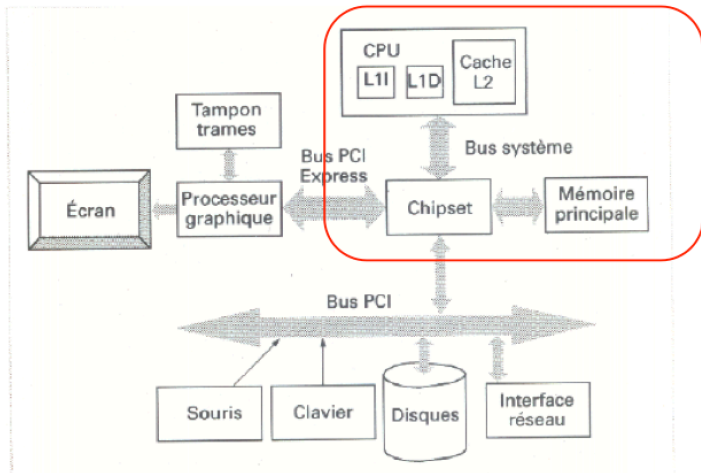 CPU
L1I
L1D
Cache
L2
Tampon
trames
Bus PCI
Express
Bus système
Écran
Processeur
graphique
Chipset
Mémoire
principale
Bus PCI
Souris
Clavier
Disques
Interface
réseau